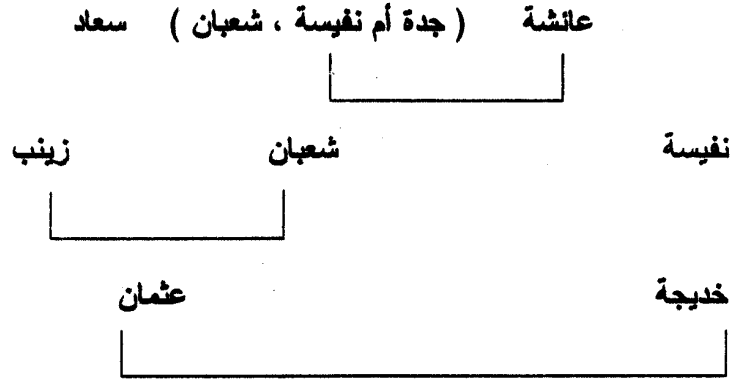 عائشة ( جدة أم نفيسة ، شعبان ) سعاد
نفيسة شعبان زينب
خديجة عثمان